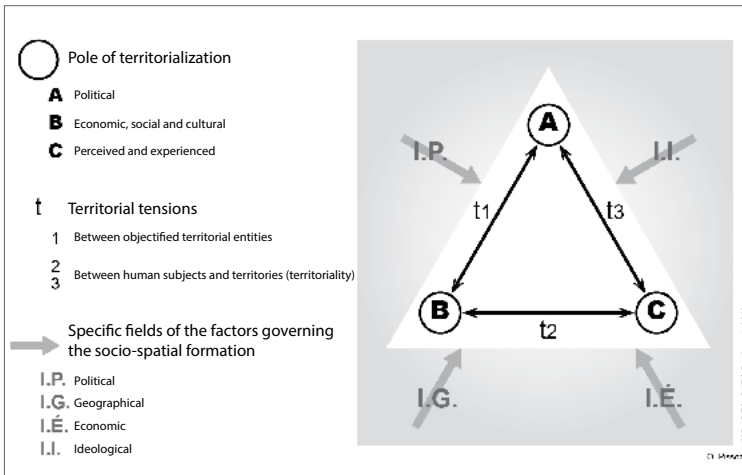 Pole of territorialization
A Political
B Economic, social and cultural
C Perceived and experienced
t Territorial tensions
1 Between objectified territorial entities
2
3 Between human subjects and territories (territoriality)
Specific fields of the factors governing
the socio-spatial formation
I.P. Political
I.G. Geographical
I.É. Economic
I.I. Ideological
A
I.P.
I.I.
t1
t3
B
C
t2
I.G.
I.É.